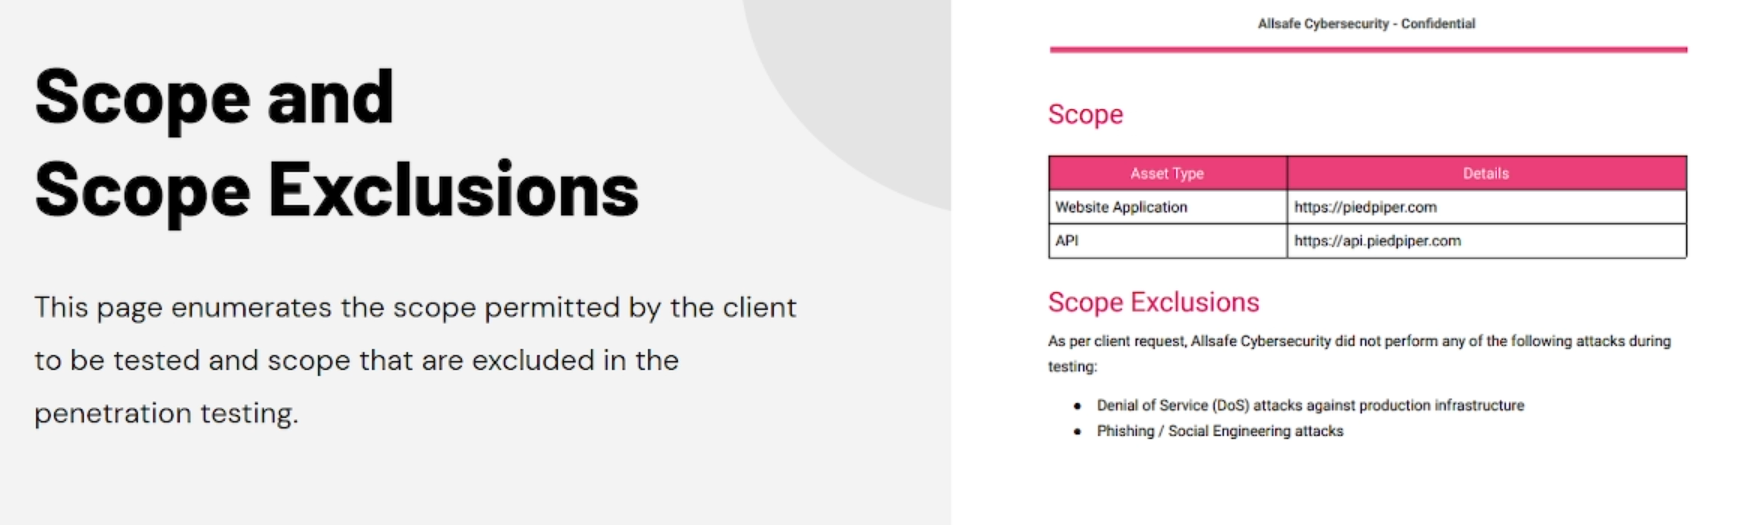 Scope and
Scope Exclusions
This page enumerates the scope permitted by the client
to be tested and scope that are excluded in the
penetration testing.
Allsafe Cybersecurity - Confidential
Scope
Asset Type Details
Website Application https://piedpiper.com
API https://api.piedpiper.com
Scope Exclusions
As per client request, Allsafe Cybersecurity did not perform any of the following attacks during
testing:
● Denial of Service (DoS) attacks against production infrastructure
● Phishing / Social Engineering attacks